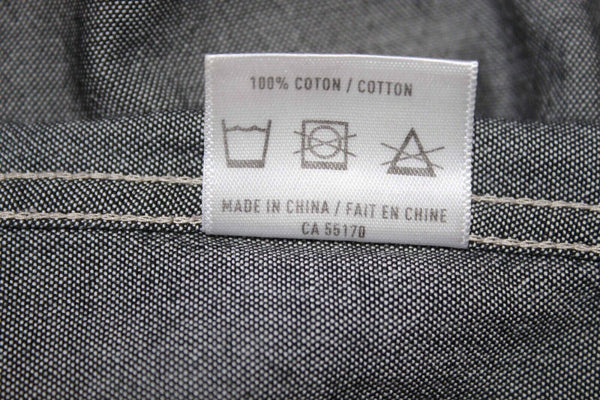 100% COTON / COTTON
MADE IN CHINA / FAIT EN CHINE
CA 55170